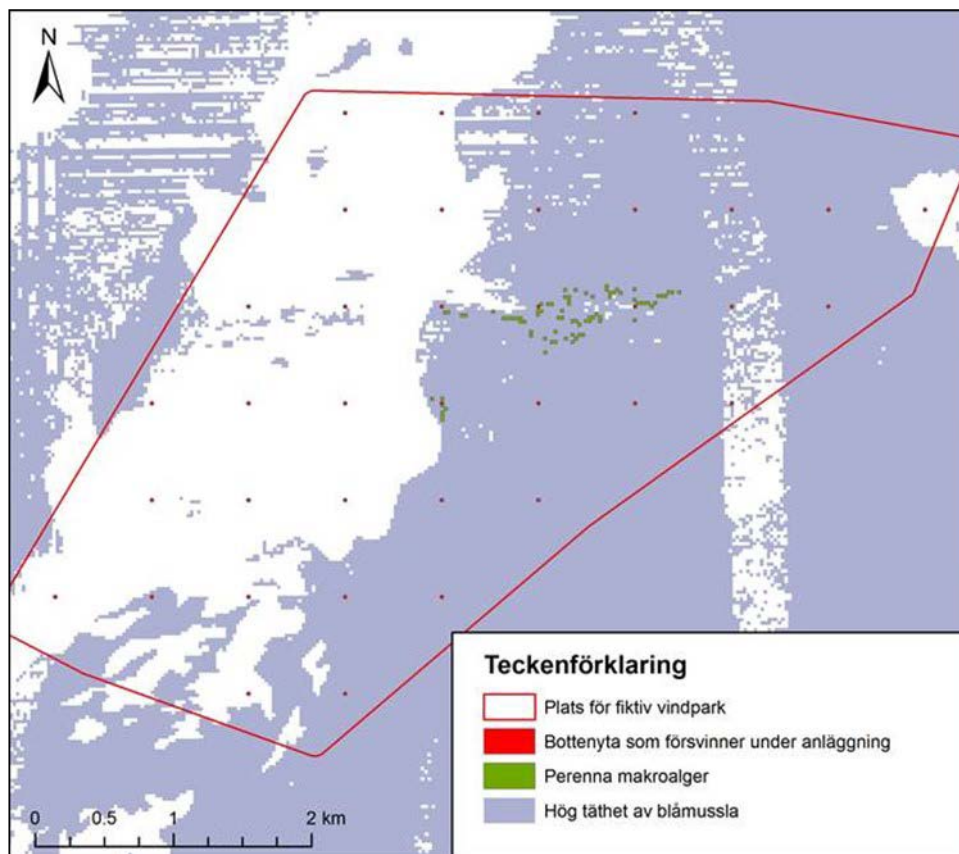 N
Teckenförklaring
Plats för fiktiv vindpark
Bottenyta som försvinner under anläggning
Perenna makroalger
Hög täthet av blåmussla
0 0.5 1 2 km